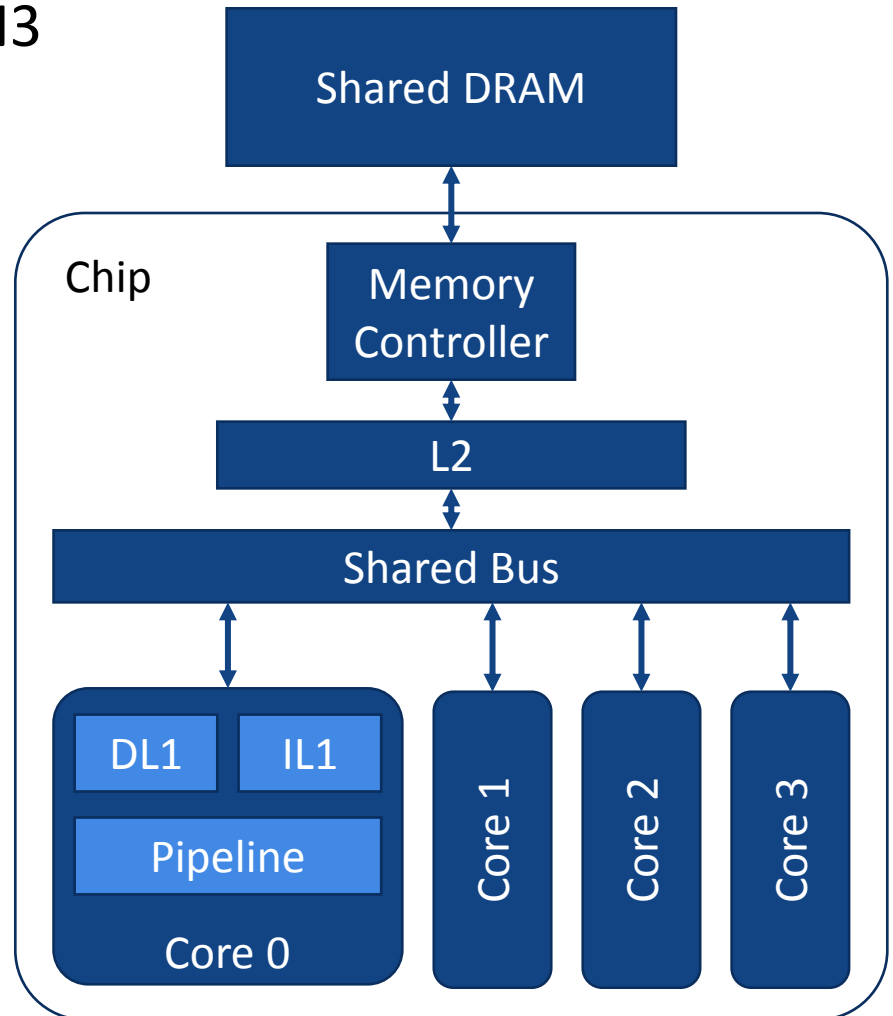 Shared DRAM
Chip
Memory
Controller
L2
Shared Bus
DL1
IL1
Pipeline
Core 0
Core 1
Core 2
Core 3